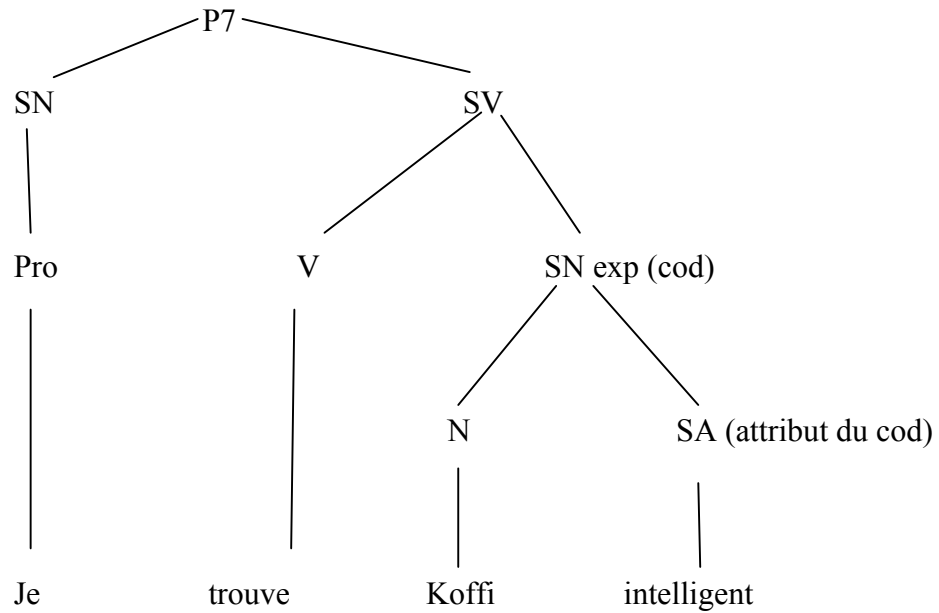 P7
SN SV
Pro V SN exp (cod)
N SA (attribut du cod)
Je trouve Koffi intelligent